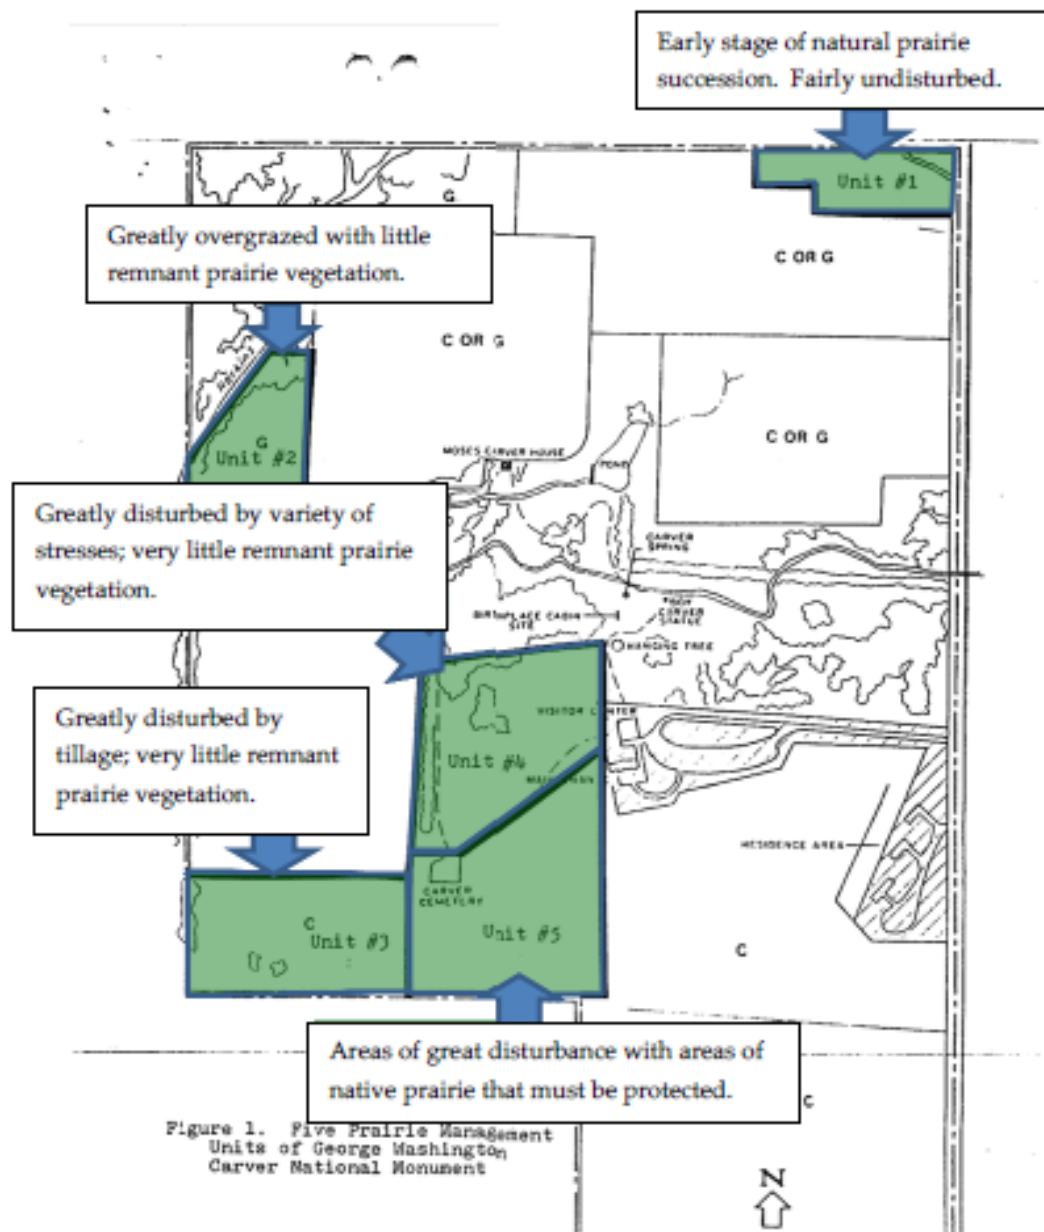 Early stage of natural prairie
succession. Fairly undisturbed.
Unit #1
G
Greatly overgrazed with little
remnant prairie vegetation.
C OR G
C OR G
C OR G
G
Unit #2
MOSES CARVER HOUSE
POND
Greatly disturbed by variety of
stresses; very little remnant prairie
vegetation.
CARVER
SPRING
BIRTHPLACE CABIN
SITE
CARVER
STATUE
HANGING TREE
Greatly disturbed by
tillage; very little remnant
prairie vegetation.
VISITOR CENTER
Unit #4
RESIDENCE AREA
CARVER
CEMETERY
C
Unit #3
Unit #5
C
Areas of great disturbance with areas of
native prairie that must be protected.
C
Figure 1. Five Prairie Management
Units of George Washington
Carver National Monument
N